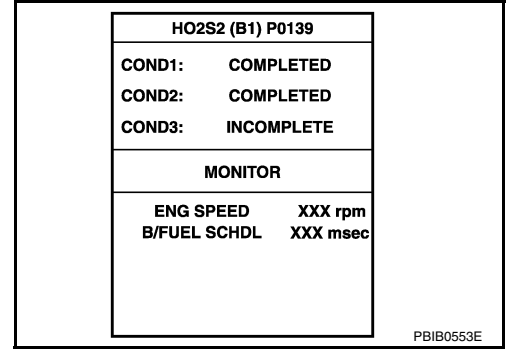 HO2S2 (B1) P0139
COND1: COMPLETED
COND2: COMPLETED
COND3: INCOMPLETE
MONITOR
ENG SPEED XXX rpm
B/FUEL SCHDL XXX msec
PBIB0553E